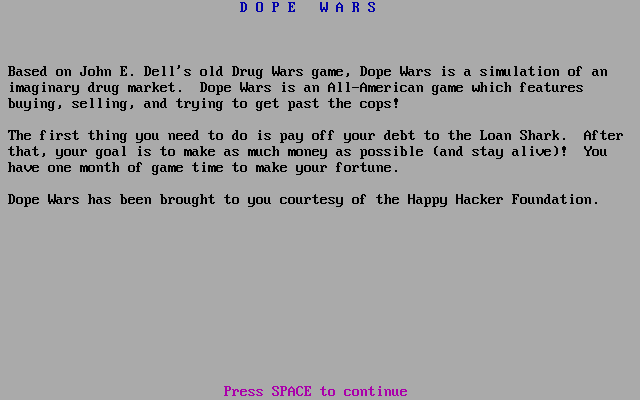 D O P E   W A R S
Based on John E. Dell's old Drug Wars game, Dope Wars is a simulation of an
imaginary drug market.  Dope Wars is an All-American game which features
buying, selling, and trying to get past the cops!
The first thing you need to do is pay off your debt to the Loan Shark.  After
that, your goal is to make as much money as possible (and stay alive)!  You
have one month of game time to make your fortune.
Dope Wars has been brought to you courtesy of the Happy Hacker Foundation.
Press SPACE to continue